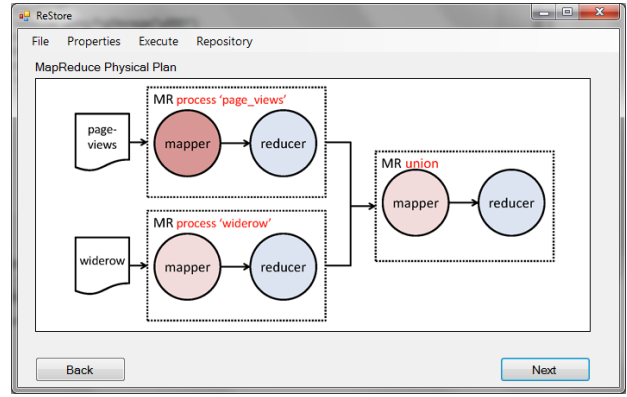 ReStore
File Properties Execute Repository
MapReduce Physical Plan
MR process 'page_views'
page-
views
mapper
reducer
MR union
mapper
reducer
MR process 'widerow'
widerow
mapper
reducer
Back
Next